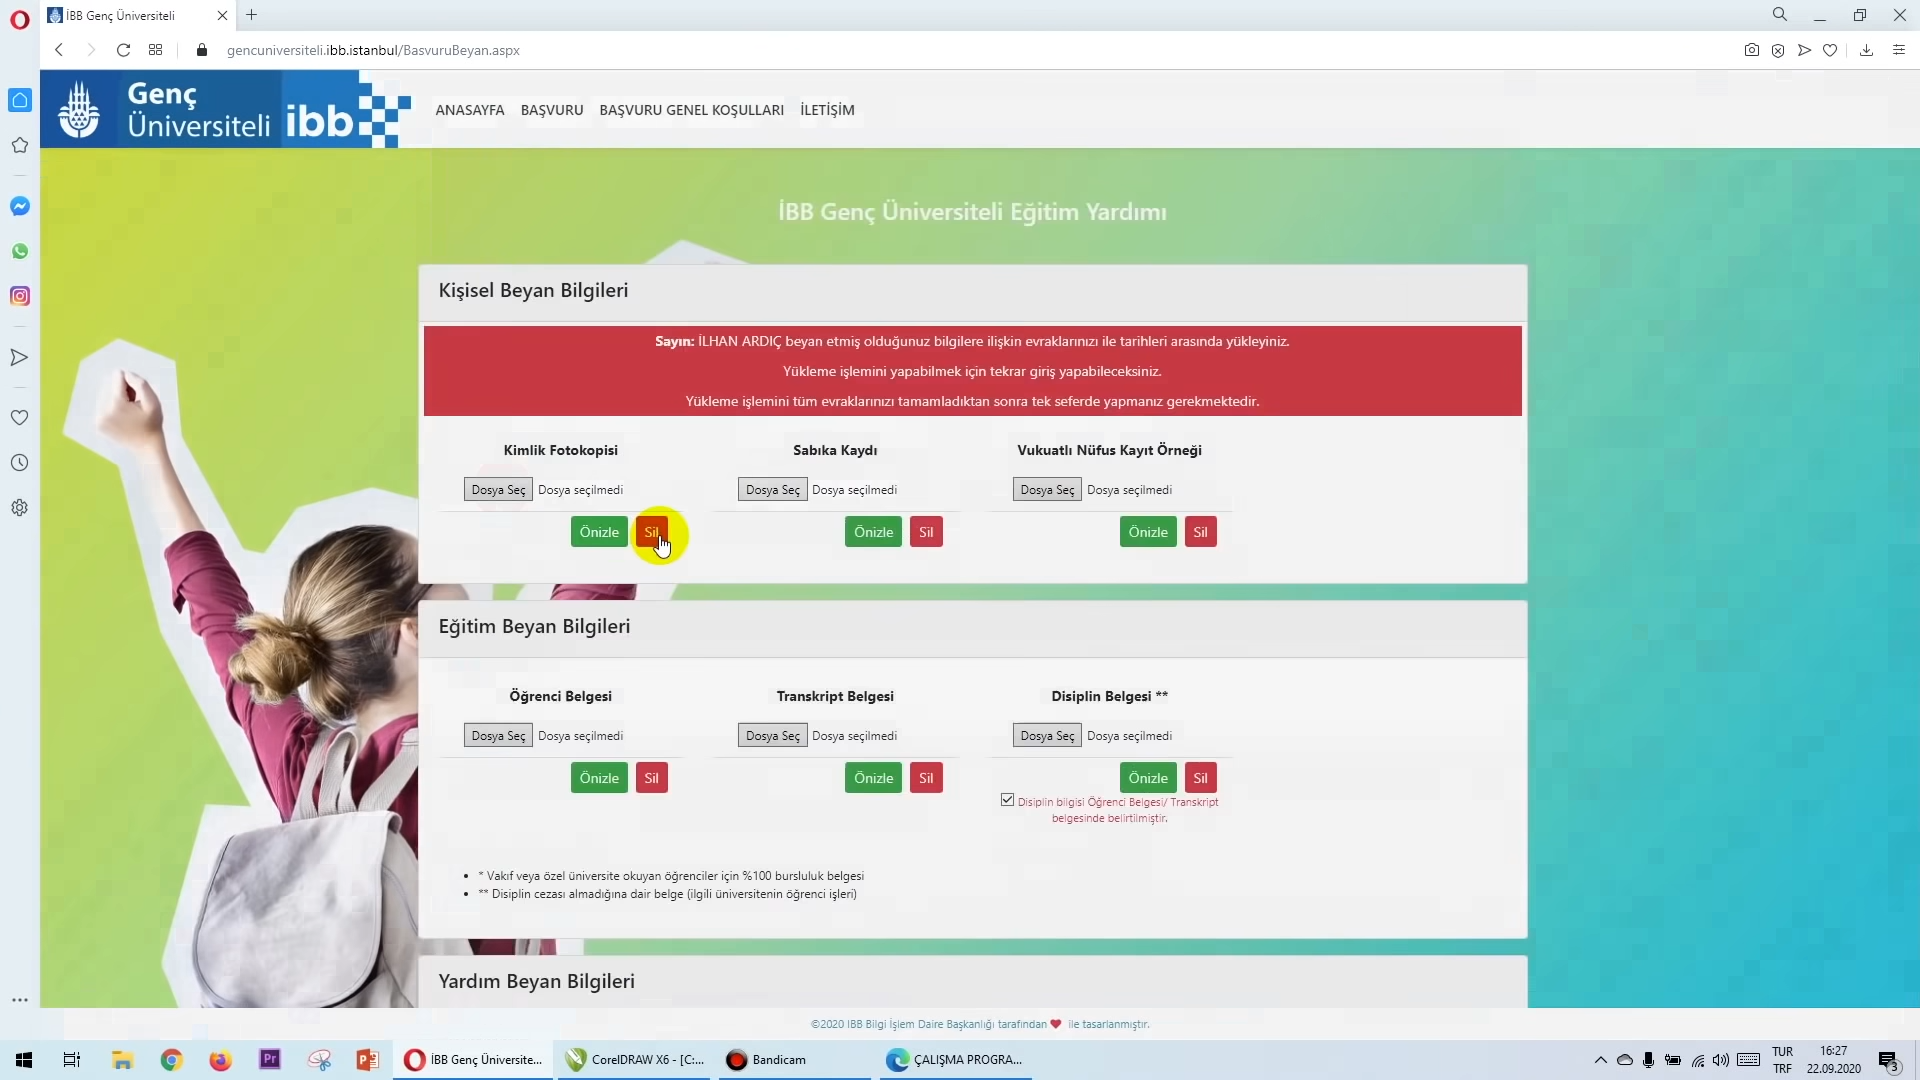 İBB Genç Üniversiteli
gencuniversiteli.ibb.istanbul/BasvuruBeyan.aspx
Genç
Üniversiteli
ibb
ANASAYFA BAŞVURU BAŞVURU GENEL KOŞULLARI İLETİŞİM
İBB Genç Üniversiteli Eğitim Yardımı
Kişisel Beyan Bilgileri
Sayın: İLHAN ARDIÇ beyan etmiş olduğunuz bilgilere ilişkin evraklarınızı ile tarihleri arasında yükleyiniz.
Yükleme işlemini yapabilmek için tekrar giriş yapabileceksiniz.
Yükleme işlemini tüm evraklarınızı tamamladıktan sonra tek seferde yapmanız gerekmektedir.
Kimlik Fotokopisi Sabıka Kaydı Vukuatlı Nüfus Kayıt Örneği
Dosya Seç Dosya seçilmedi Dosya Seç Dosya seçilmedi Dosya Seç Dosya seçilmedi
Önizle Sil Önizle Sil Önizle Sil
Eğitim Beyan Bilgileri
Öğrenci Belgesi Transkript Belgesi Disiplin Belgesi **
Dosya Seç Dosya seçilmedi Dosya Seç Dosya seçilmedi Dosya Seç Dosya seçilmedi
Önizle Sil Önizle Sil Önizle Sil
Disiplin bilgisi Öğrenci Belgesi/ Transkript
belgesinde belirtilmiştir.
• * Vakıf veya özel üniversite okuyan öğrenciler için %100 bursluluk belgesi
• ** Disiplin cezası almadığına dair belge (ilgili üniversitenin öğrenci işleri)
Yardım Beyan Bilgileri
©2020 IBB Bilgi İşlem Daire Başkanlığı tarafından ❤ ile tasarlanmıştır.
Pr
İBB Genç Üniversite... CorelDRAW X6 - [C:... Bandicam ÇALIŞMA PROGRA...
TUR 16:27
TRF 22.09.2020 3